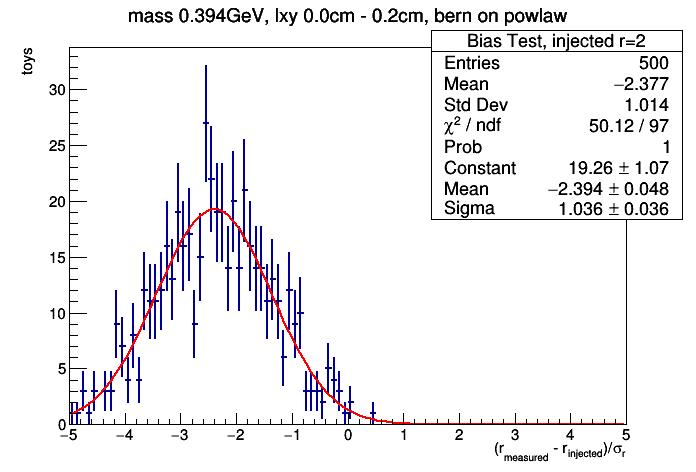 mass 0.394GeV, lxy 0.0cm - 0.2cm, bern on powlaw
Bias Test, injected r=2
Entries 500
Mean −2.377
Std Dev 1.014
χ² / ndf 50.12 / 97
Prob 1
Constant 19.26 ± 1.07
Mean −2.394 ± 0.048
Sigma 1.036 ± 0.036
toys
30
25
20
15
10
5
0
−5 −4 −3 −2 −1 0 1 2 3 4 5
(r_measured - r_injected)/σ_r